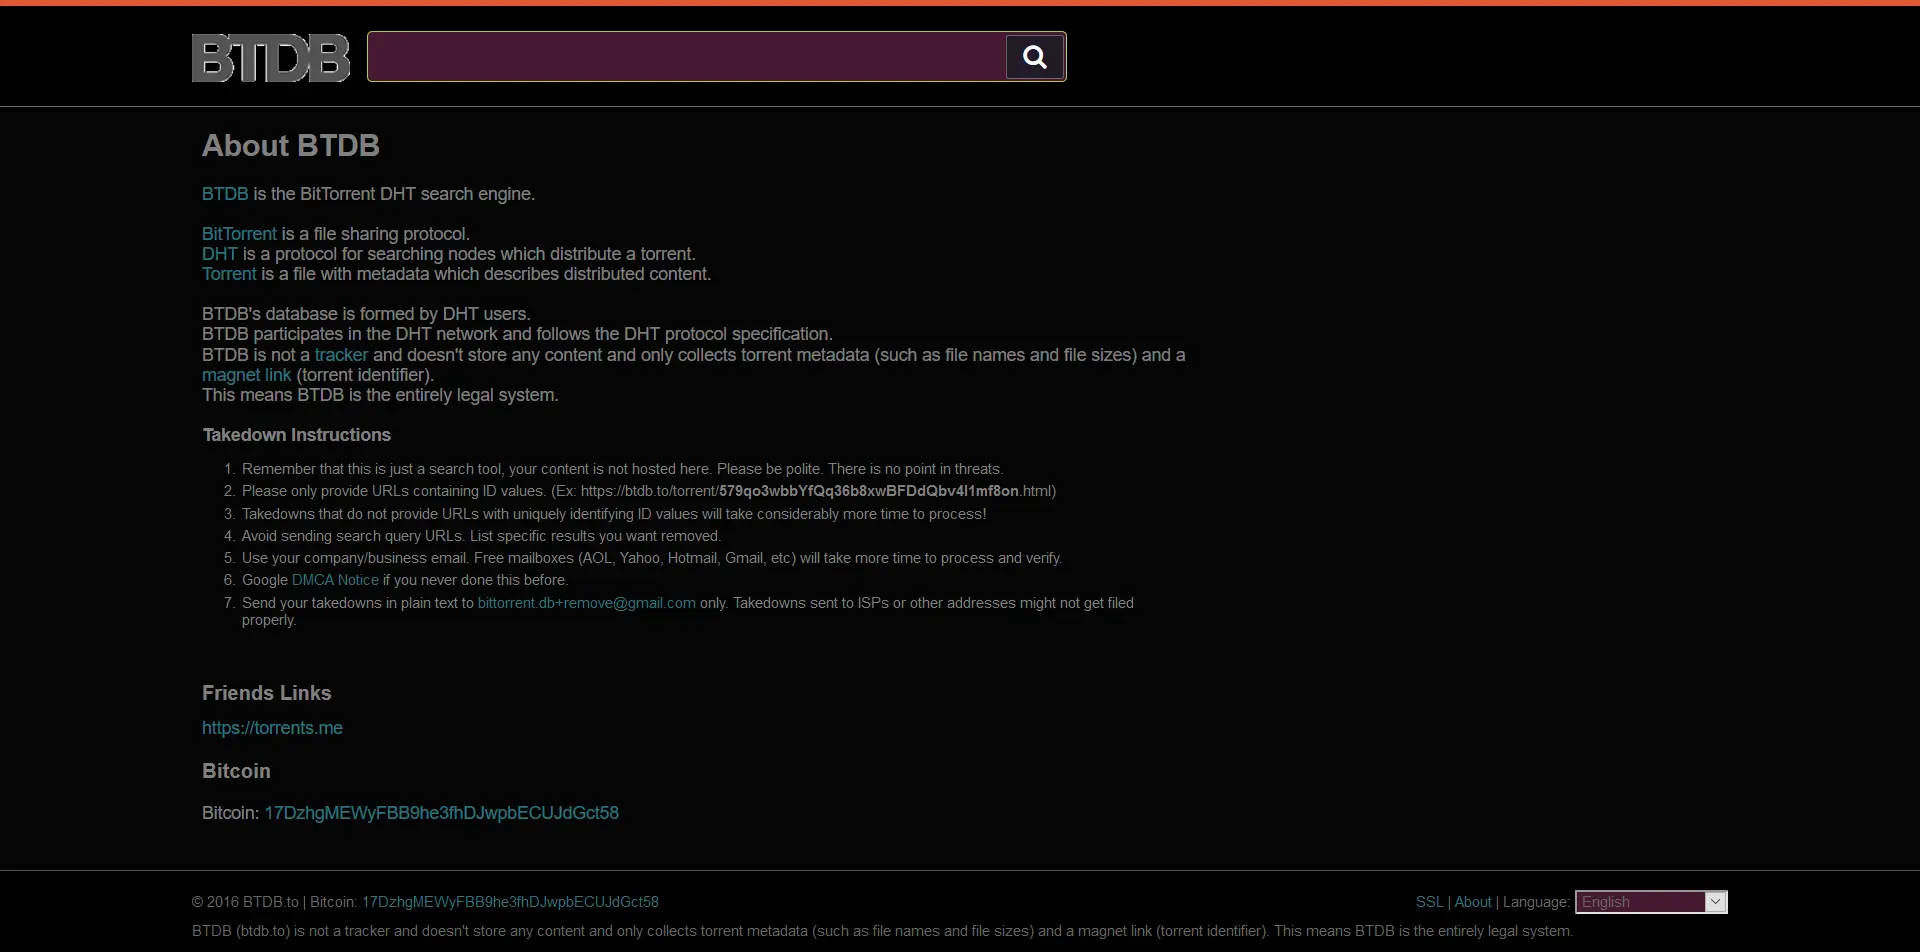 BTDB
About BTDB
BTDB is the BitTorrent DHT search engine.
BitTorrent is a file sharing protocol.
DHT is a protocol for searching nodes which distribute a torrent.
Torrent is a file with metadata which describes distributed content.
BTDB's database is formed by DHT users.
BTDB participates in the DHT network and follows the DHT protocol specification.
BTDB is not a tracker and doesn't store any content and only collects torrent metadata (such as file names and file sizes) and a
magnet link (torrent identifier).
This means BTDB is the entirely legal system.
Takedown Instructions
1. Remember that this is just a search tool, your content is not hosted here. Please be polite. There is no point in threats.
2. Please only provide URLs containing ID values. (Ex: https://btdb.to/torrent/579qo3wbbYfQq36b8xwBFDdQbv4l1mf8on.html)
3. Takedowns that do not provide URLs with uniquely identifying ID values will take considerably more time to process!
4. Avoid sending search query URLs. List specific results you want removed.
5. Use your company/business email. Free mailboxes (AOL, Yahoo, Hotmail, Gmail, etc) will take more time to process and verify.
6. Google DMCA Notice if you never done this before.
7. Send your takedowns in plain text to bittorrent.db+remove@gmail.com only. Takedowns sent to ISPs or other addresses might not get filed
properly.
Friends Links
https://torrents.me
Bitcoin
Bitcoin: 17DzhgMEWyFBB9he3fhDJwpbECUJdGct58
© 2016 BTDB.to | Bitcoin: 17DzhgMEWyFBB9he3fhDJwpbECUJdGct58
SSL | About | Language: English
BTDB (btdb.to) is not a tracker and doesn't store any content and only collects torrent metadata (such as file names and file sizes) and a magnet link (torrent identifier). This means BTDB is the entirely legal system.